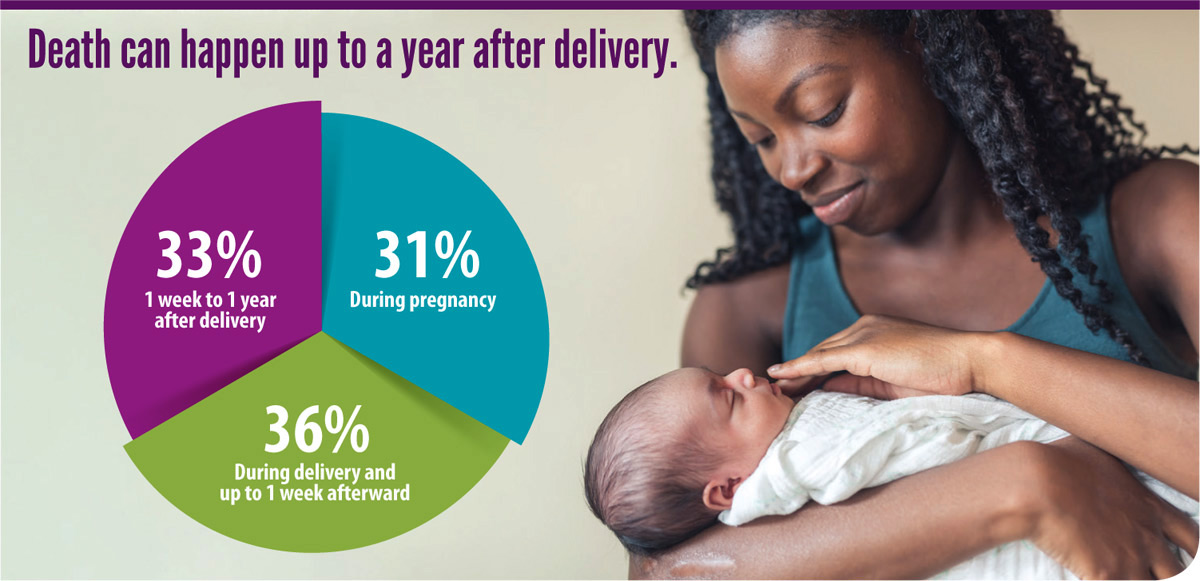 Death can happen up to a year after delivery.
33%
1 week to 1 year
after delivery
31%
During pregnancy
36%
During delivery and
up to 1 week afterward